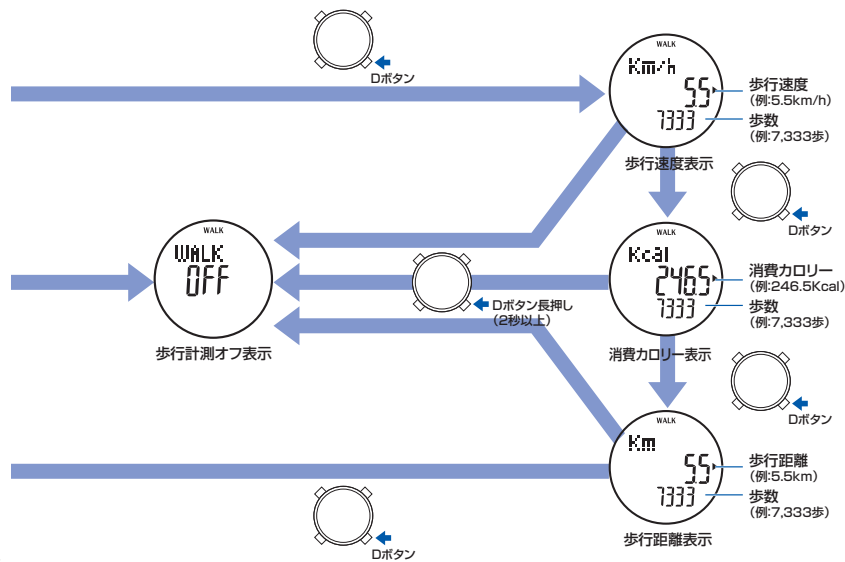 Dボタン
WALK
Km/h
5.5
7333
歩行速度
(例:5.5km/h)
歩数
(例:7,333歩)
歩行速度表示
Dボタン
WALK
WALK
OFF
歩行計測オフ表示
Dボタン長押し
(2秒以上)
WALK
Kcal
246.5
7333
消費カロリー
(例:246.5Kcal)
歩数
(例:7,333歩)
消費カロリー表示
Dボタン
WALK
Km
5.5
7333
歩行距離
(例:5.5km)
歩数
(例:7,333歩)
歩行距離表示
Dボタン